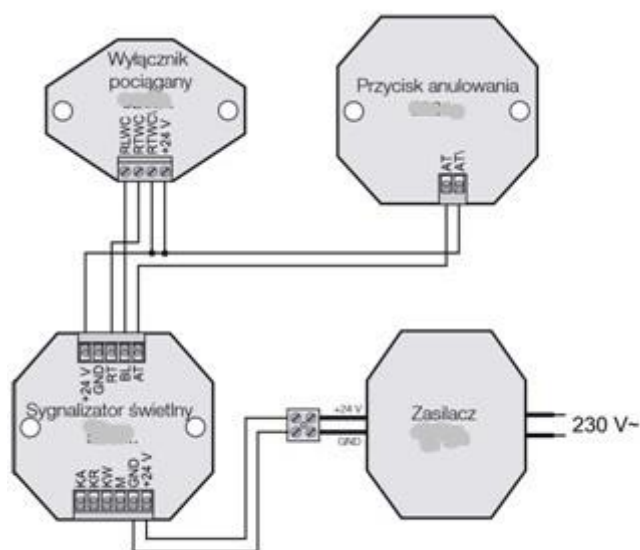 Wyłącznik
pociągany
RLWC
RTWC
RTWC\
+24 V
Przycisk anulowania
AT
AT\
+24 V
GND
RT
BL
AT
Sygnalizator świetlny
KA
KR
KW
M
GND
+24 V
+24 V
GND
Zasilacz
230 V~